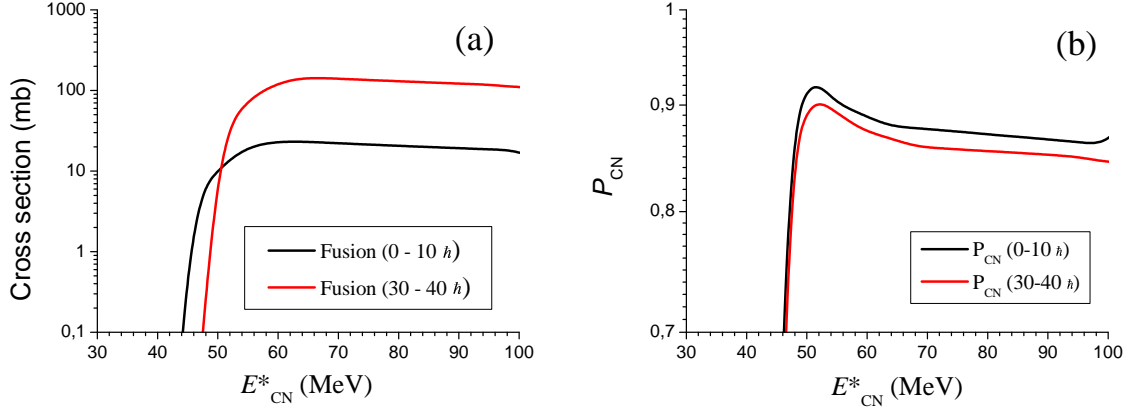 (a)
Cross section (mb)
1000
100
10
1
0,1
30 40 50 60 70 80 90 100
E*CN (MeV)
Fusion (0 - 10 ℏ)
Fusion (30 - 40 ℏ)
(b)
PCN
1
0,9
0,8
0,7
30 40 50 60 70 80 90 100
E*CN (MeV)
PCN (0-10 ℏ)
PCN (30-40 ℏ)